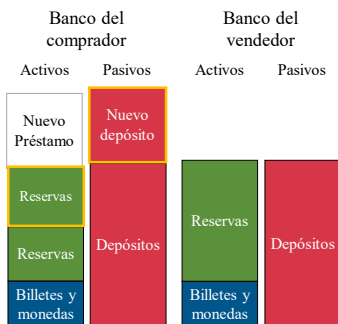 Banco del
comprador
Banco del
vendedor
Activos
Pasivos
Activos
Pasivos
Nuevo
Préstamo
Nuevo
depósito
Reservas
Reservas
Depósitos
Billetes y
monedas
Reservas
Depósitos
Billetes y
monedas